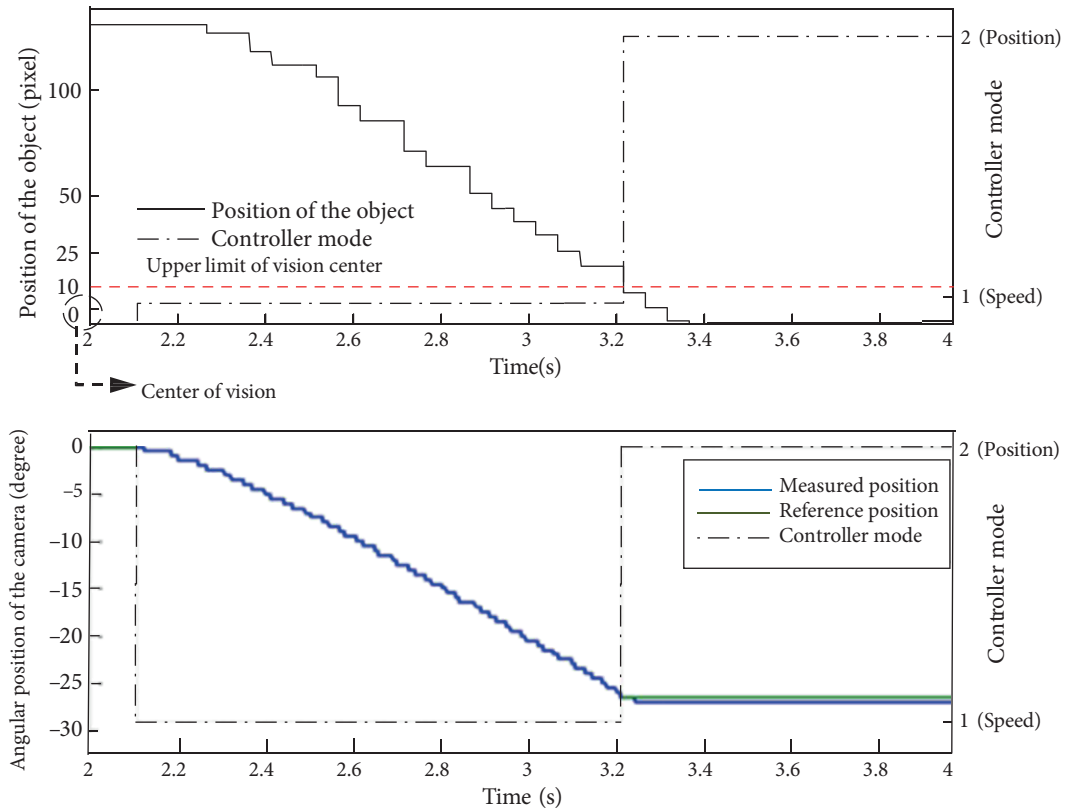 Position of the object (pixel)
100
50
25
10
0
Position of the object
Controller mode
Upper limit of vision center
2 (Position)
1 (Speed)
Controller mode
2 2.2 2.4 2.6 2.8 3 3.2 3.4 3.6 3.8 4
Time(s)
Center of vision
Angular position of the camera (degree)
0
−5
−10
−15
−20
−25
−30
2 (Position)
1 (Speed)
Controller mode
Measured position
Reference position
Controller mode
2 2.2 2.4 2.6 2.8 3 3.2 3.4 3.6 3.8 4
Time (s)